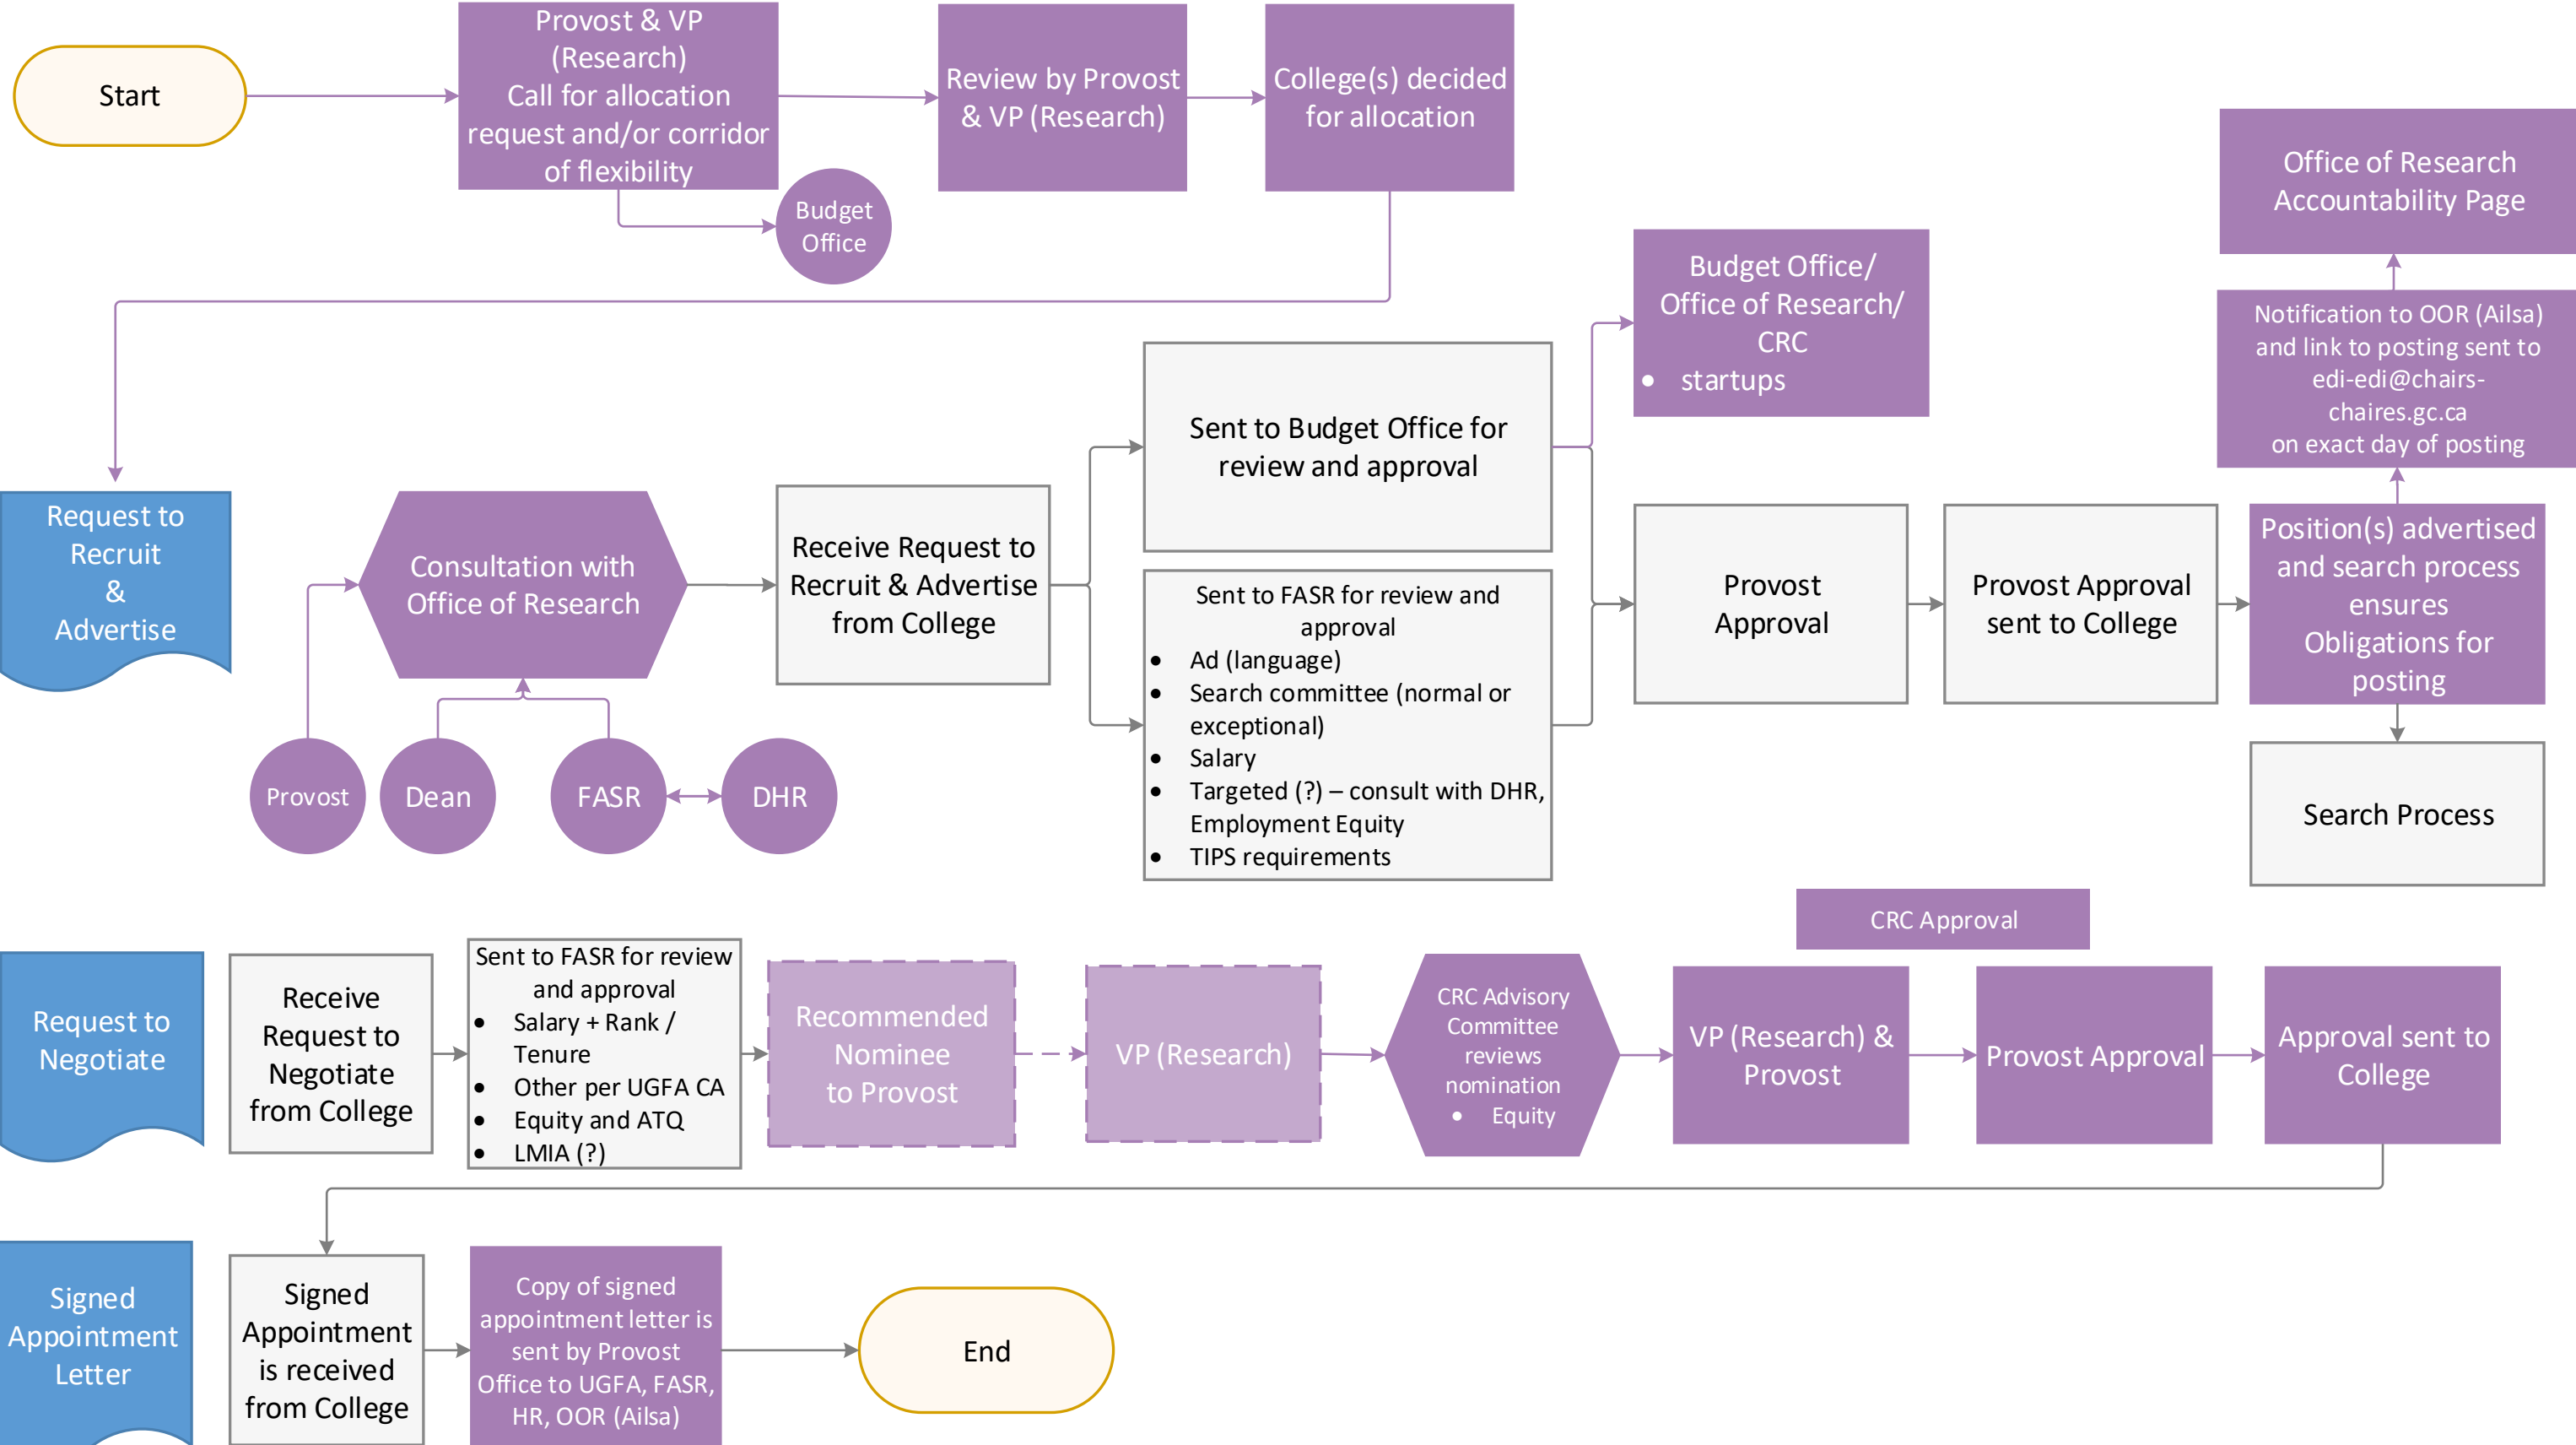 Start
Provost & VP
(Research)
Call for allocation
request and/or corridor
of flexibility
Review by Provost
& VP (Research)
College(s) decided
for allocation
Budget
Office
Office of Research
Accountability Page
Budget Office/
Office of Research/
CRC
• startups
Notification to OOR (Ailsa)
and link to posting sent to
edi-edi@chairs-
chaires.gc.ca
on exact day of posting
Request to
Recruit
&
Advertise
Consultation with
Office of Research
Provost
Dean
FASR
DHR
Receive Request to
Recruit & Advertise
from College
Sent to Budget Office for
review and approval
Sent to FASR for review and
approval
• Ad (language)
• Search committee (normal or
exceptional)
• Salary
• Targeted (?) – consult with DHR,
Employment Equity
• TIPS requirements
Provost
Approval
Provost Approval
sent to College
Position(s) advertised
and search process
ensures
Obligations for
posting
Search Process
CRC Approval
Request to
Negotiate
Receive
Request to
Negotiate
from College
Sent to FASR for review
and approval
• Salary + Rank /
Tenure
• Other per UGFA CA
• Equity and ATQ
• LMIA (?)
Recommended
Nominee
to Provost
VP (Research)
CRC Advisory
Committee
reviews
nomination
• Equity
VP (Research) &
Provost
Provost Approval
Approval sent to
College
Signed
Appointment
Letter
Signed
Appointment
is received
from College
Copy of signed
appointment letter is
sent by Provost
Office to UGFA, FASR,
HR, OOR (Ailsa)
End